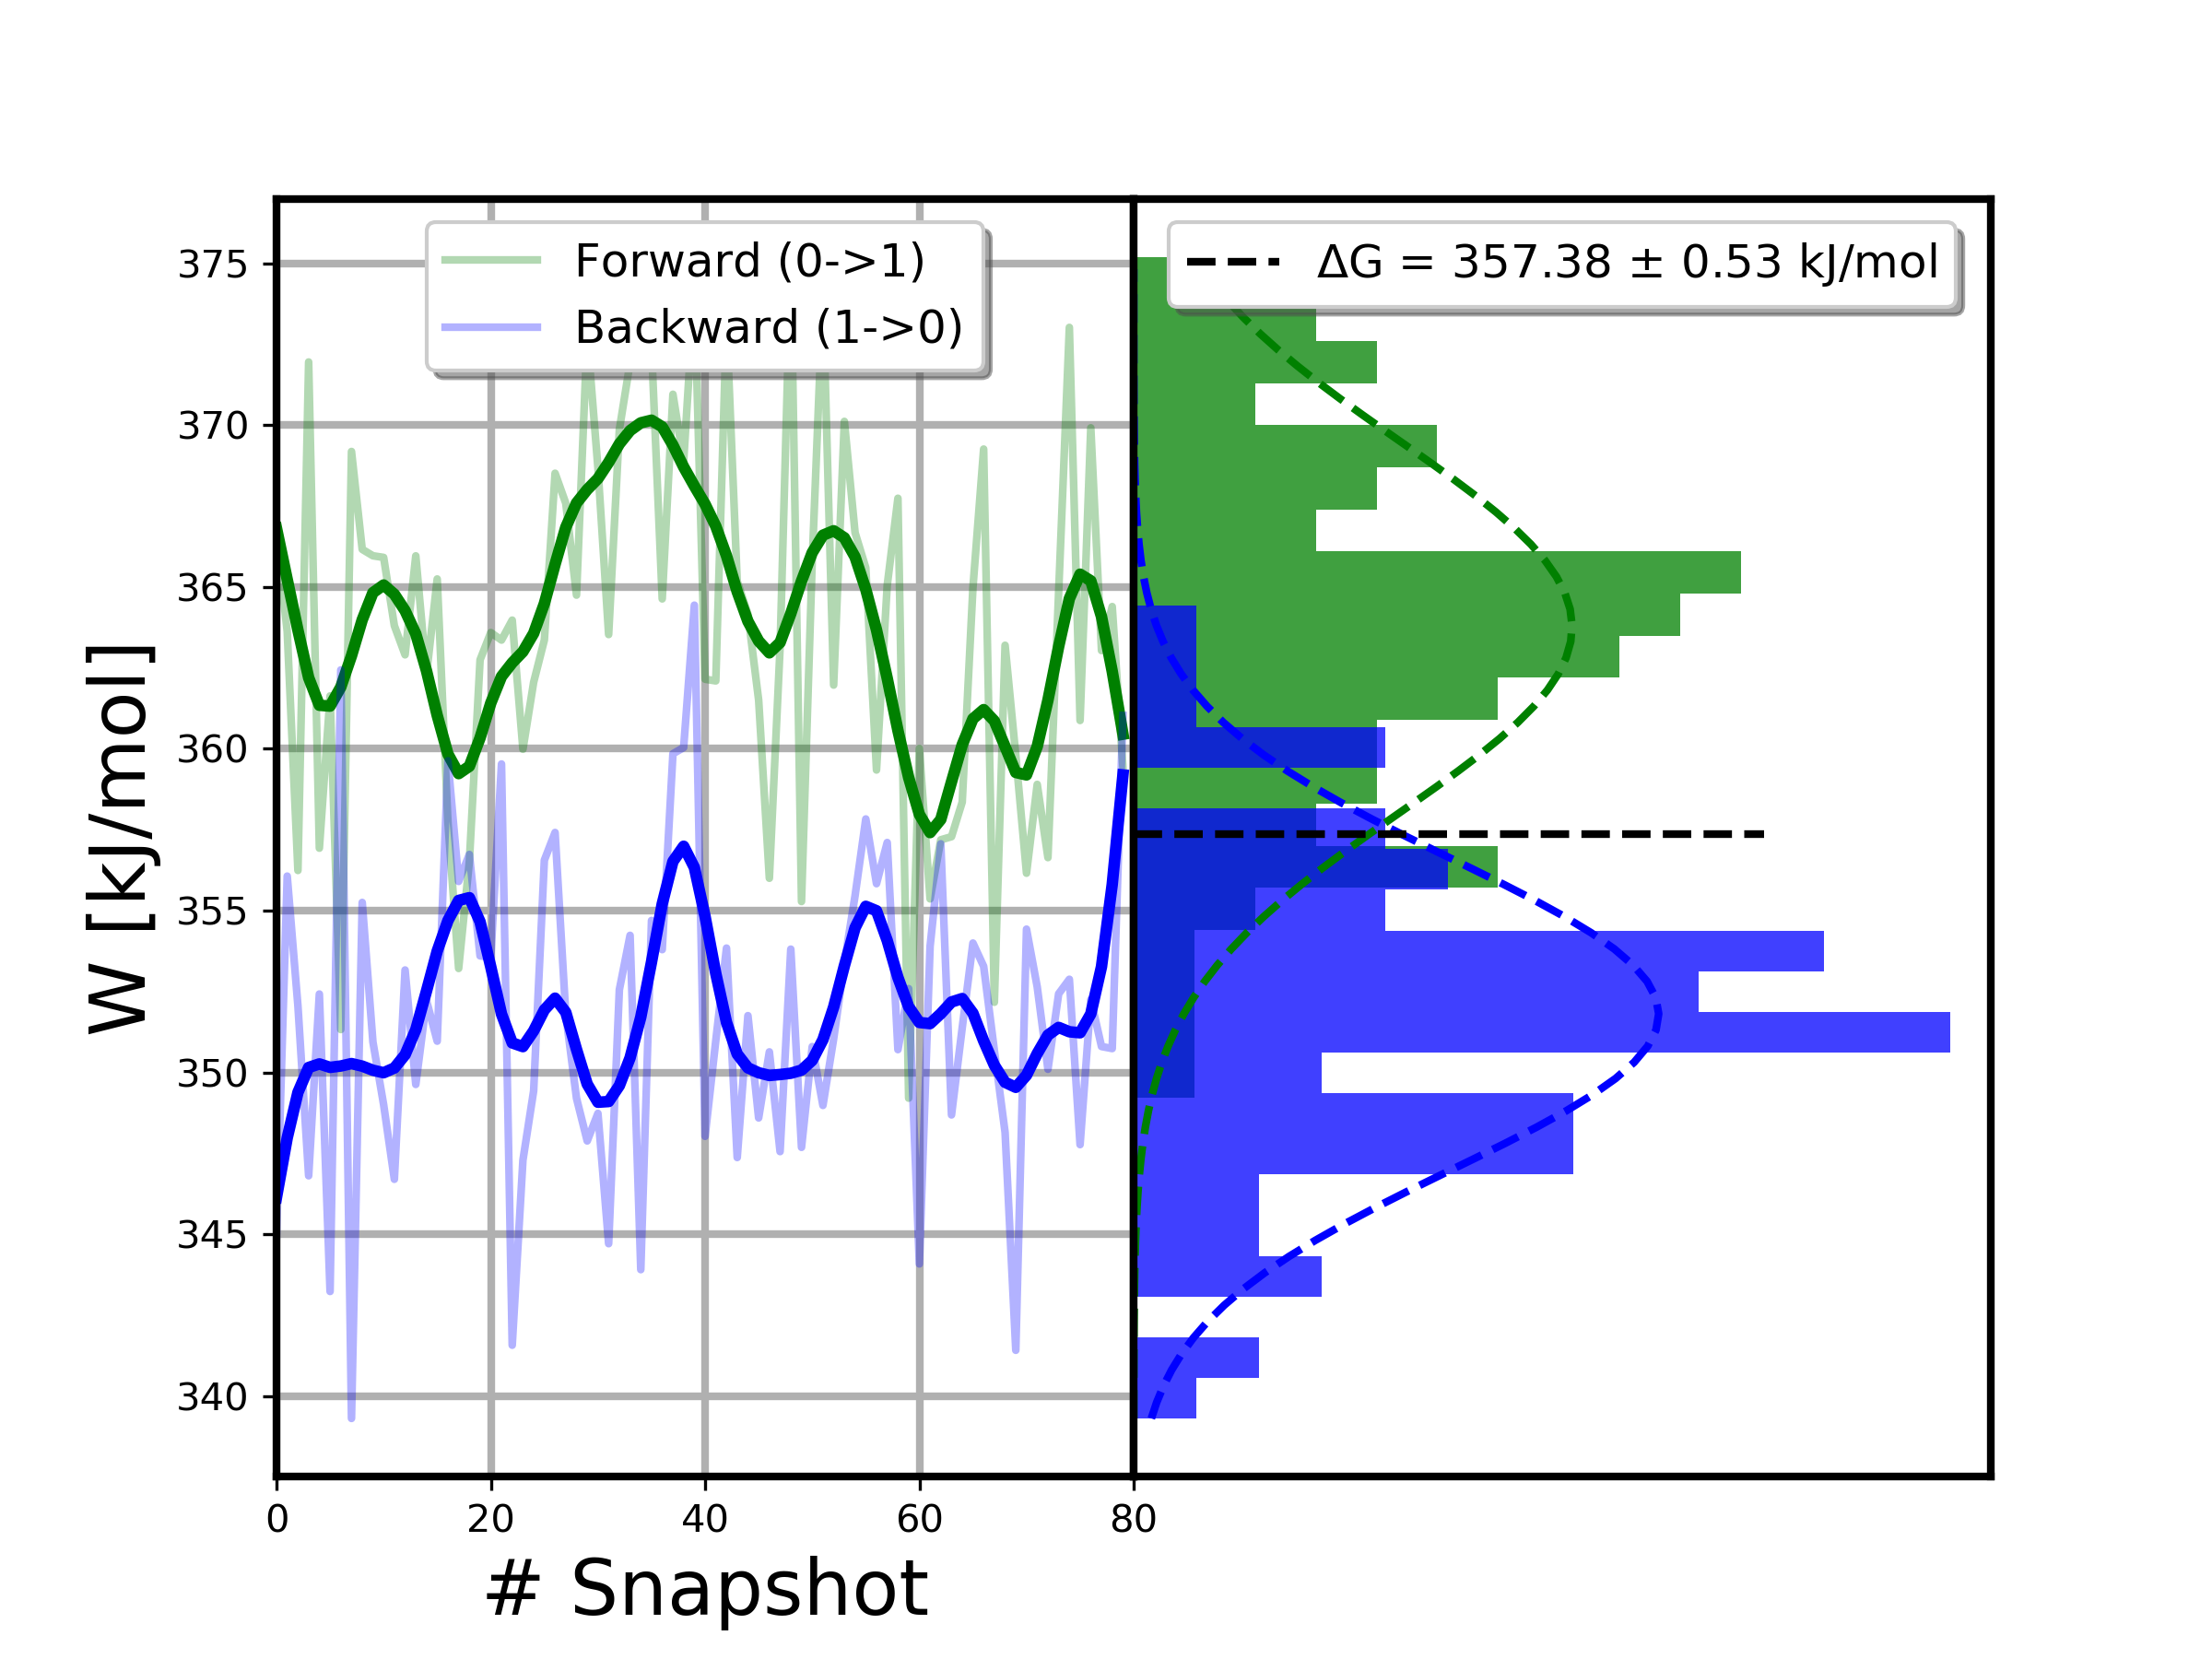 Forward (0->1)
Backward (1->0)
ΔG = 357.38 ± 0.53 kJ/mol
W [kJ/mol]
375
370
365
360
355
350
345
340
0 20 40 60 80
# Snapshot